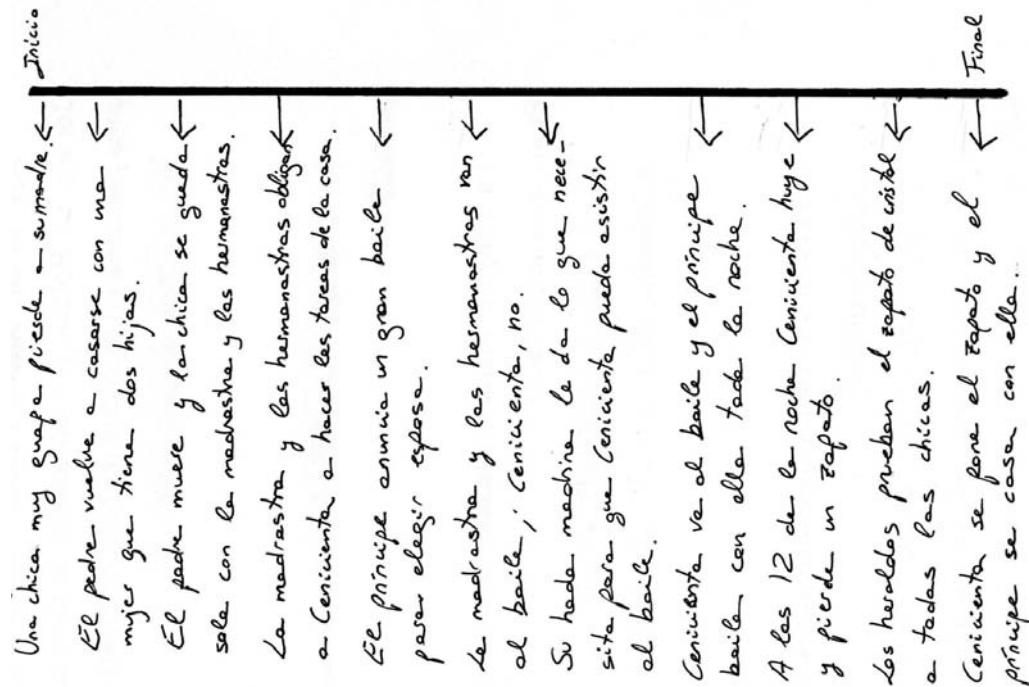 Inicio
Una chica muy guapa pierde a su madre.
El padre vuelve a casarse con una
mujer que tiene dos hijas.
El padre muere y la chica se queda
sola con la madrastra y las hermanastras.
La madrastra y las hermanastras obligan
a Cenicienta a hacer las tareas de la casa.
El príncipe anuncia un gran baile
para elegir esposa.
La madrastra y las hermanastras van
al baile; Cenicienta, no.
Su hada madrina le da lo que nece-
sita para que Cenicienta pueda asistir
al baile.
Cenicienta va al baile y el príncipe
baila con ella toda la noche.
A las 12 de la noche Cenicienta huye
y pierde un zapato.
Los heraldos prueban el zapato de cristal
a todas las chicas.
Cenicienta se pone el zapato y el
príncipe se casa con ella...
Final